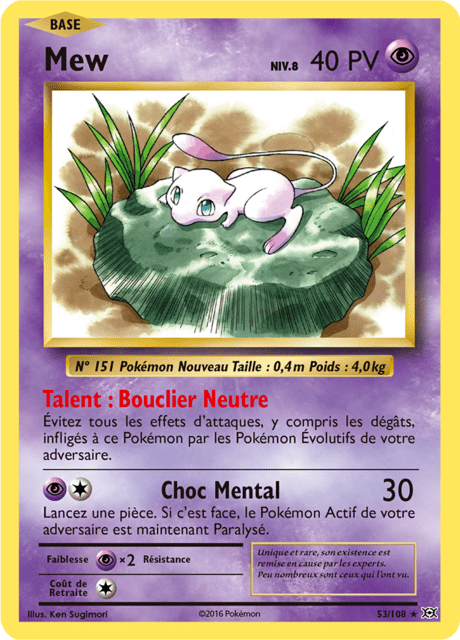 BASE
Mew NIV.8 40 PV
N° 151 Pokémon Nouveau Taille : 0,4m Poids : 4,0kg
Talent : Bouclier Neutre
Évitez tous les effets d'attaques, y compris les dégâts,
infligés à ce Pokémon par les Pokémon Évolutifs de votre
adversaire.
Choc Mental 30
Lancez une pièce. Si c'est face, le Pokémon Actif de votre
adversaire est maintenant Paralysé.
Faiblesse ×2 Résistance
Coût de
Retraite
Unique et rare, son existence est
remise en cause par les experts.
Peu nombreux sont ceux qui l'ont vu.
Illus. Ken Sugimori ©2016 Pokémon 53/108 ★